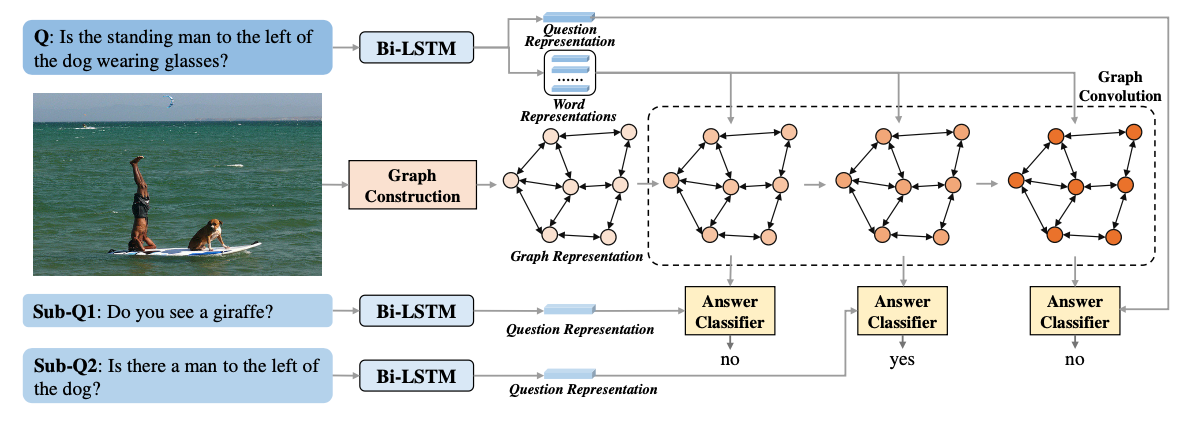 Q: Is the standing man to the left of
the dog wearing glasses?
Bi-LSTM
Question
Representation
......
Word
Representations
Graph
Convolution
Graph
Construction
Graph Representation
Sub-Q1: Do you see a giraffe?
Bi-LSTM
Question Representation
Answer
Classifier
no
Answer
Classifier
yes
Answer
Classifier
no
Sub-Q2: Is there a man to the left of
the dog?
Bi-LSTM
Question Representation